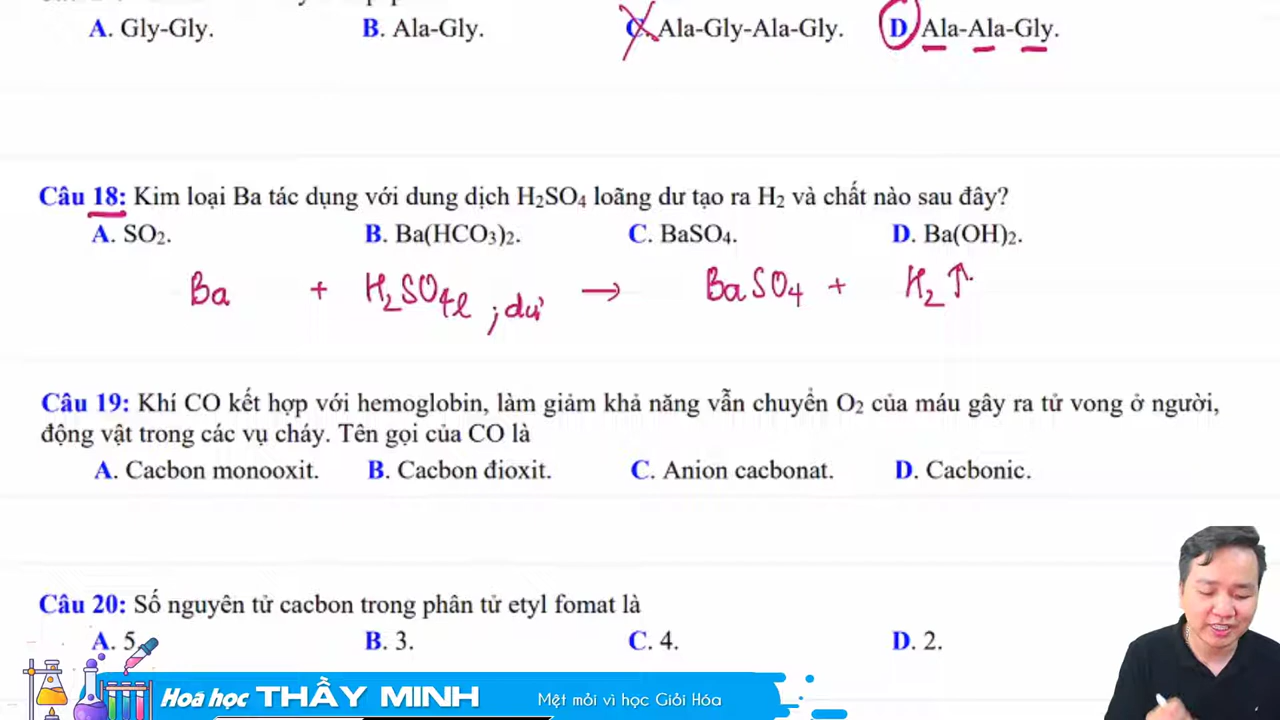 A. Gly-Gly. B. Ala-Gly. C. Ala-Gly-Ala-Gly. D. Ala-Ala-Gly.
Câu 18: Kim loại Ba tác dụng với dung dịch H₂SO₄ loãng dư tạo ra H₂ và chất nào sau đây?
A. SO₂. B. Ba(HCO₃)₂. C. BaSO₄. D. Ba(OH)₂.
Ba + H₂SO₄ℓ ; dư → BaSO₄ + H₂↑
Câu 19: Khí CO kết hợp với hemoglobin, làm giảm khả năng vẫn chuyển O₂ của máu gây ra tử vong ở người,
động vật trong các vụ cháy. Tên gọi của CO là
A. Cacbon monooxit. B. Cacbon đioxit. C. Anion cacbonat. D. Cacbonic.
Câu 20: Số nguyên tử cacbon trong phân tử etyl fomat là
A. 5. B. 3. C. 4. D. 2.
Hoá học THẦY MINH Mệt mỏi vì học Giỏi Hóa